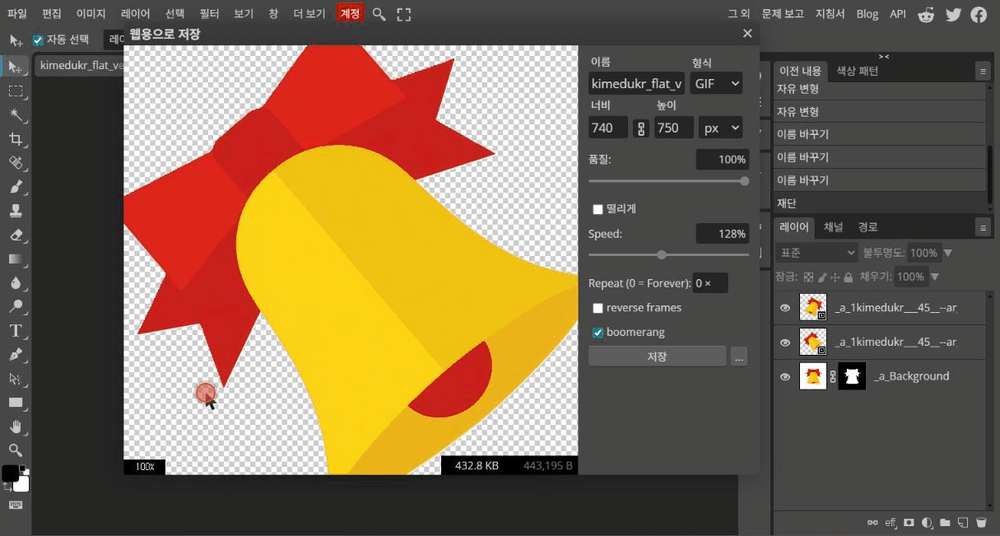 파일 편집 이미지 레이어 선택 필터 보기 창 더 보기 계정 그 외 문제 보고 지침서 Blog API
자동 선택 레이
웹용으로 저장
kimedukr_flat_ve
이름 형식
kimedukr_flat_v GIF
너비 높이
740 750 px
품질: 100%
떨리게
Speed: 128%
Repeat (0 = Forever): 0 ×
reverse frames
boomerang
저장 ...
100%
432.8 KB 443,195 B
이전 내용 색상 패턴
자유 변형
자유 변형
이름 바꾸기
이름 바꾸기
이름 바꾸기
재단
레이어 채널 경로
표준 불투명도: 100%
잠금: 채우기: 100%
_a_1kimedukr___45__--ar
_a_1kimedukr___45__--ar
_a_Background
eff